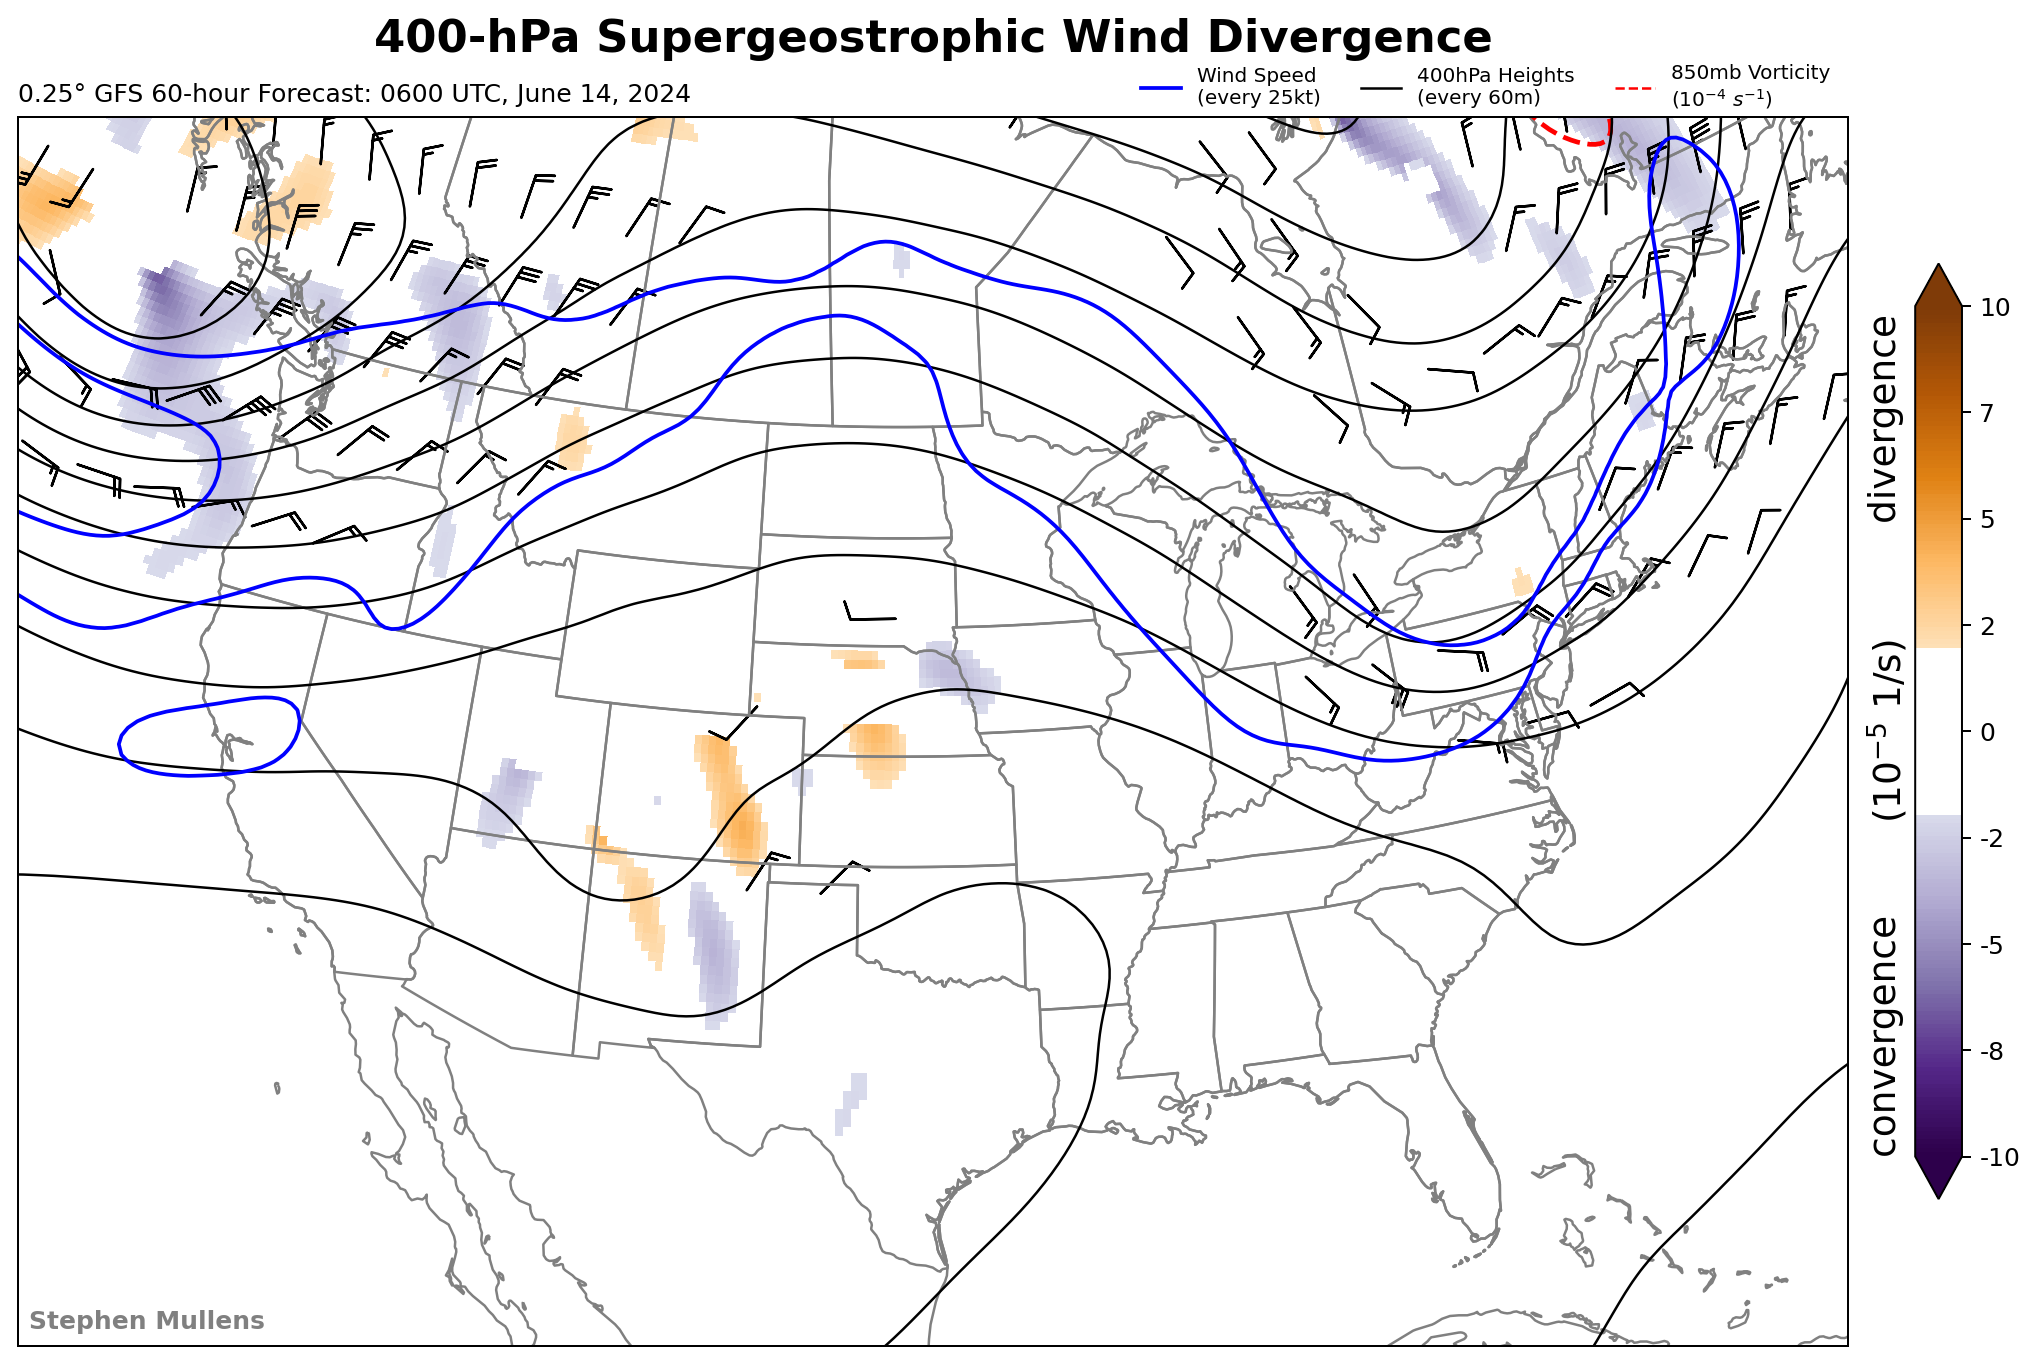 400-hPa Supergeostrophic Wind Divergence
0.25° GFS 60-hour Forecast: 0600 UTC, June 14, 2024
Wind Speed
(every 25kt)
400hPa Heights
(every 60m)
850mb Vorticity
(10⁻⁴ s⁻¹)
10
7
5
2
0
-2
-5
-8
-10
convergence (10⁻⁵ 1/s) divergence
Stephen Mullens